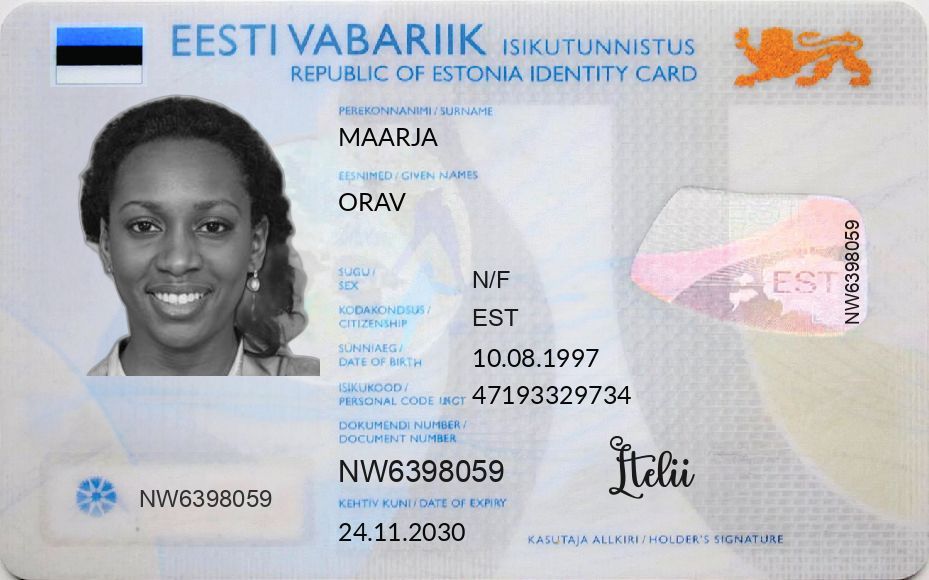 EESTI VABARIIK ISIKUTUNNISTUS
REPUBLIC OF ESTONIA IDENTITY CARD
PEREKONNANIMI / SURNAME
MAARJA
EESNIMED / GIVEN NAMES
ORAV
SUGU /
SEX
N/F
KODAKONDSUS /
CITIZENSHIP
EST
SÜNNIAEG /
DATE OF BIRTH
10.08.1997
ISIKUKOOD /
PERSONAL CODE
47193329734
DOKUMENDI NUMBER /
DOCUMENT NUMBER
NW6398059
KEHTIV KUNI / DATE OF EXPIRY
24.11.2030
NW6398059
EST
NW6398059
Itelii
KASUTAJA ALLKIRI / HOLDER'S SIGNATURE